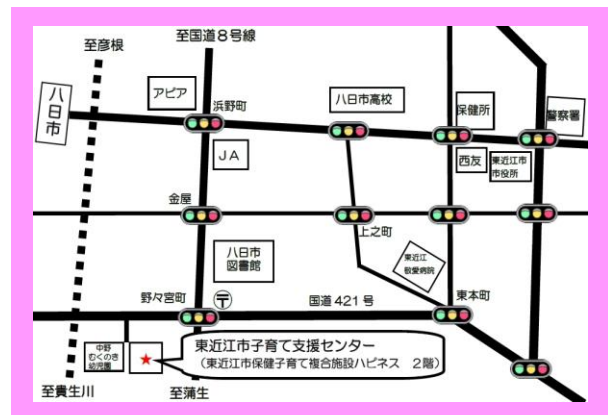 至国道8号線
至彦根
八日市
アピア
浜野町
八日市高校
保健所
警察署
JA
西友
東近江市
市役所
金屋
上之町
八日市
図書館
東近江
敬愛病院
野々宮町
〒
国道421号
東本町
中野
むくのき
幼児園
東近江市子育て支援センター
（東近江市保健子育て複合施設ハピネス　2階）
至貴生川
至蒲生